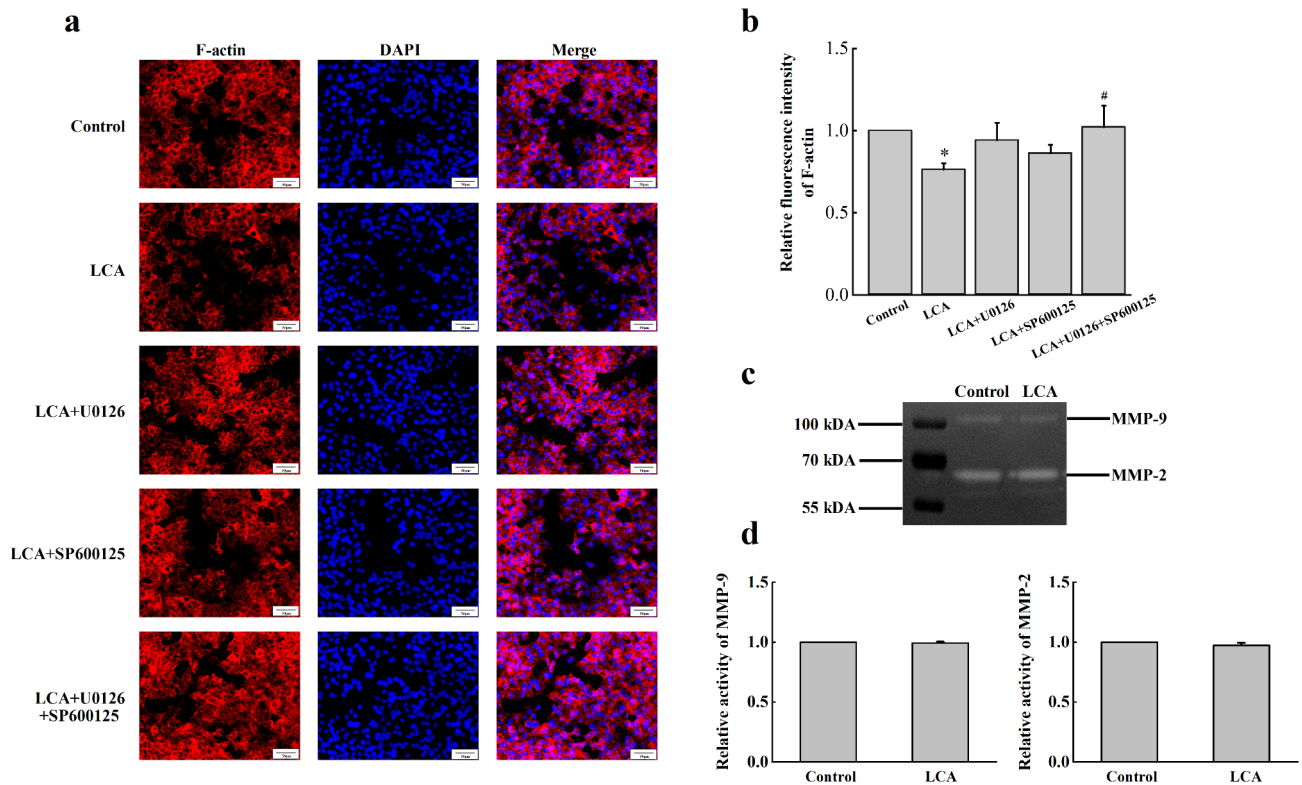 a
F-actin DAPI Merge
Control
LCA
LCA+U0126
LCA+SP600125
LCA+U0126
+SP600125
b
Relative fluorescence intensity
of F-actin
1.5
1.0
0.5
0.0
*
#
Control
LCA
LCA+U0126
LCA+SP600125
LCA+U0126+SP600125
c
Control LCA
100 kDA
70 kDA
55 kDA
MMP-9
MMP-2
d
Relative activity of MMP-9
1.5
1.0
0.5
0.0
Control LCA
Relative activity of MMP-2
1.5
1.0
0.5
0.0
Control LCA